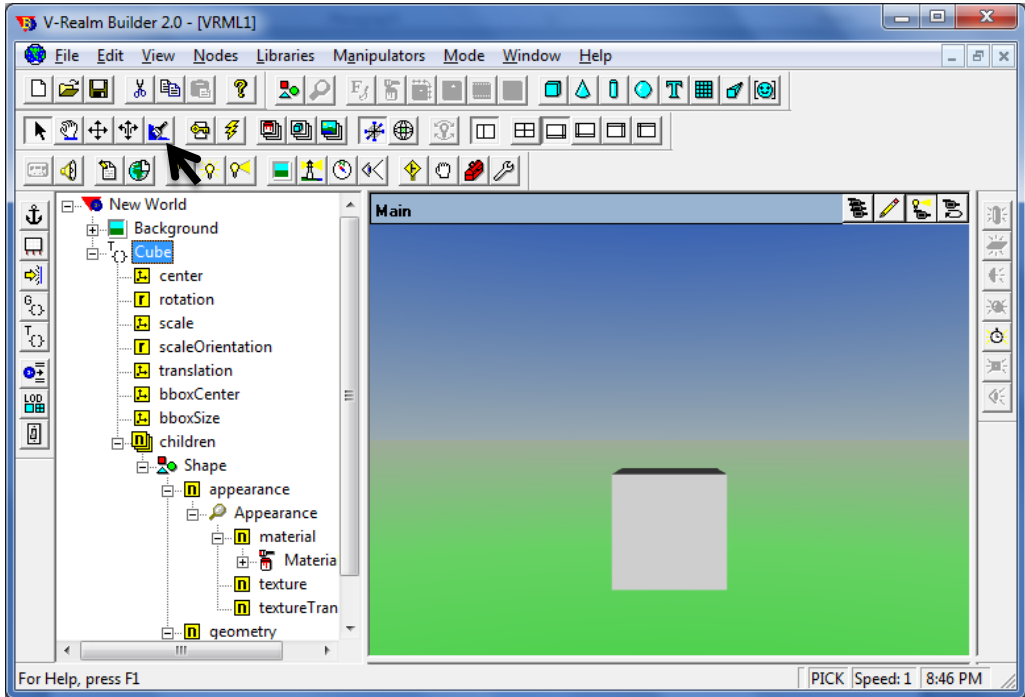 V-Realm Builder 2.0 - [VRML1]
File Edit View Nodes Libraries Manipulators Mode Window Help
New World
Background
T{} Cube
center
r rotation
scale
r scaleOrientation
translation
bboxCenter
bboxSize
n children
Shape
n appearance
Appearance
n material
Materia
n texture
n textureTran
n geometry
Main
G{}
T{}
LOD
T
For Help, press F1
PICK Speed: 1 8:46 PM